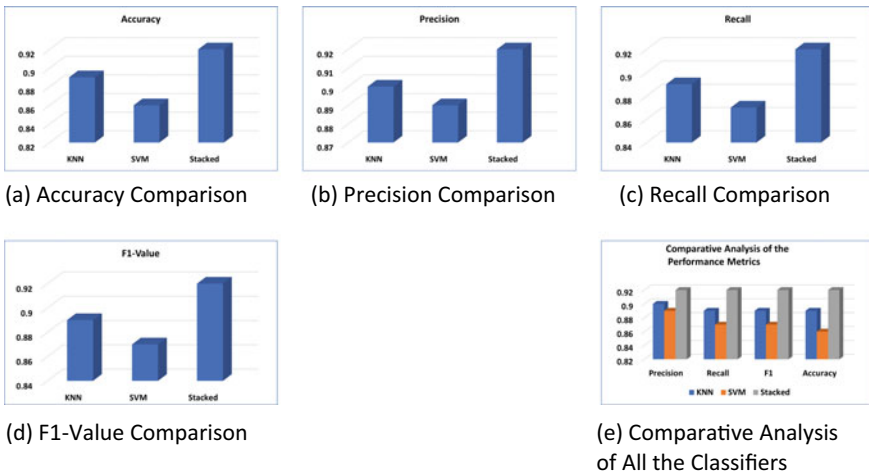 Accuracy
0.92
0.9
0.88
0.86
0.84
0.82
KNN SVM Stacked
(a) Accuracy Comparison
Precision
0.92
0.91
0.9
0.89
0.88
0.87
KNN SVM Stacked
(b) Precision Comparison
Recall
0.92
0.9
0.88
0.86
0.84
KNN SVM Stacked
(c) Recall Comparison
F1-Value
0.92
0.9
0.88
0.86
0.84
KNN SVM Stacked
(d) F1-Value Comparison
Comparative Analysis of the
Performance Metrics
0.92
0.9
0.88
0.86
0.84
0.82
Precision Recall F1 Accuracy
KNN SVM Stacked
(e) Comparative Analysis
of All the Classifiers